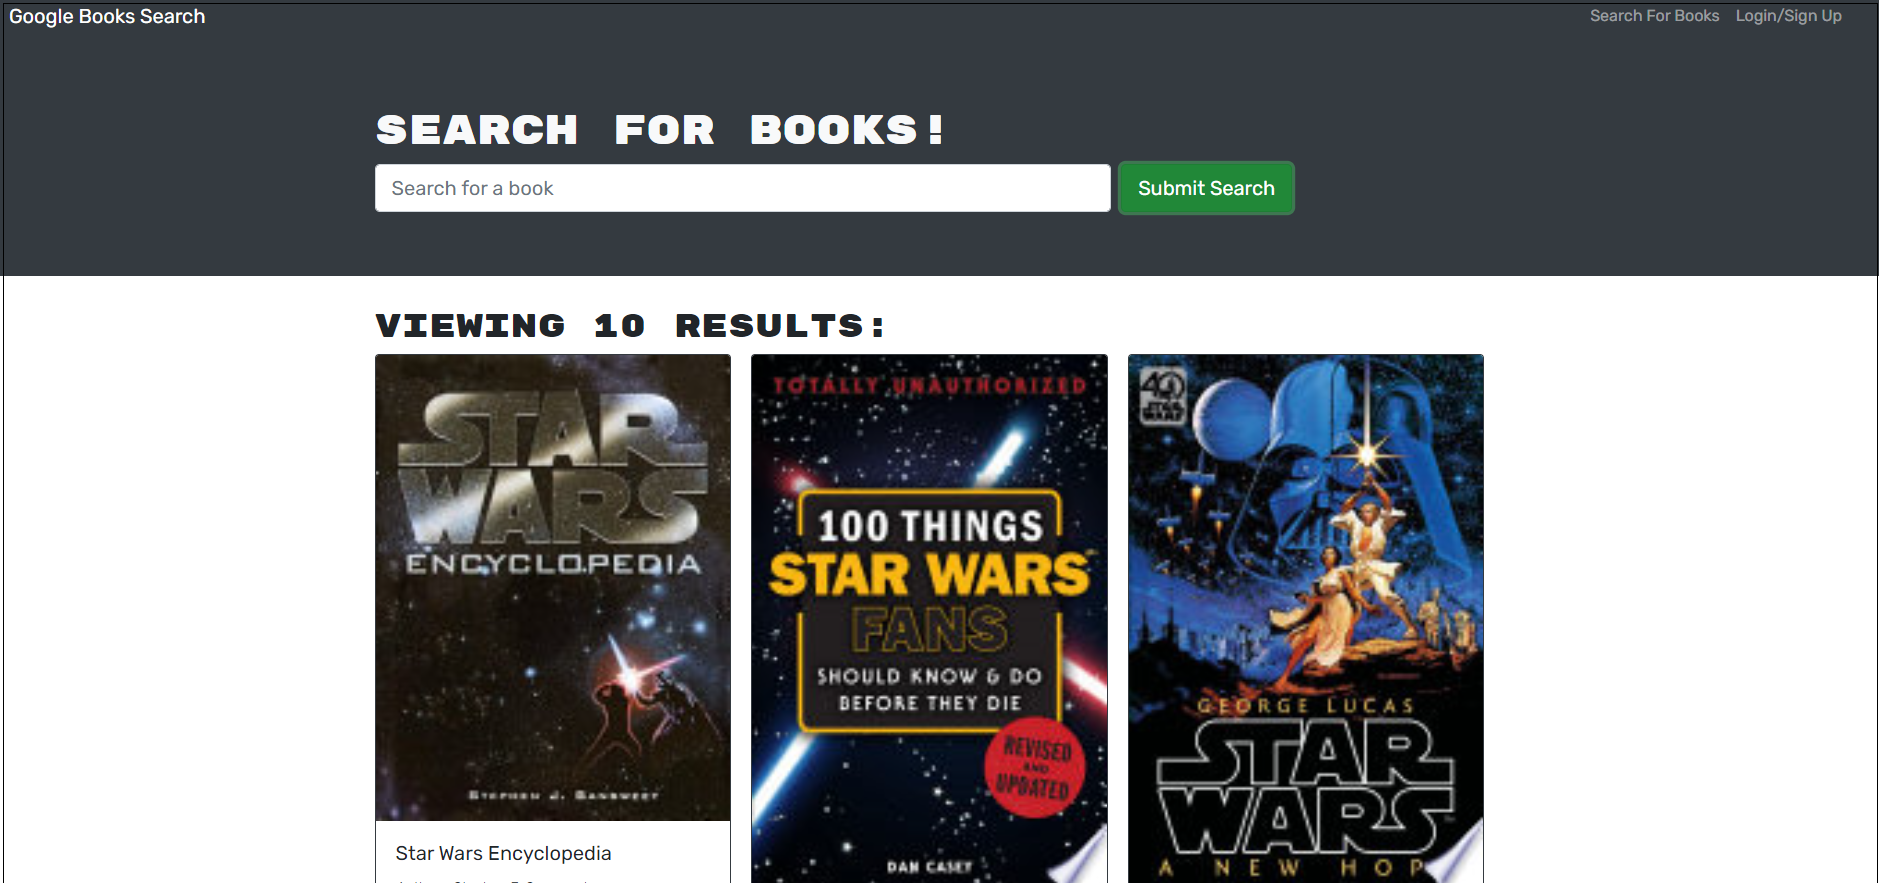 Google Books Search
Search For Books
Login/Sign Up
SEARCH FOR BOOKS!
Search for a book
Submit Search
VIEWING 10 RESULTS:
STAR
WARS
ENCYCLOPEDIA
STEPHEN J. SANSWEET
Star Wars Encyclopedia
TOTALLY UNAUTHORIZED
100 THINGS
STAR WARS
FANS
SHOULD KNOW & DO
BEFORE THEY DIE
REVISED
AND
UPDATED
DAN CASEY
40
STAR
WARS
GEORGE LUCAS
STAR
WARS
A NEW HOP